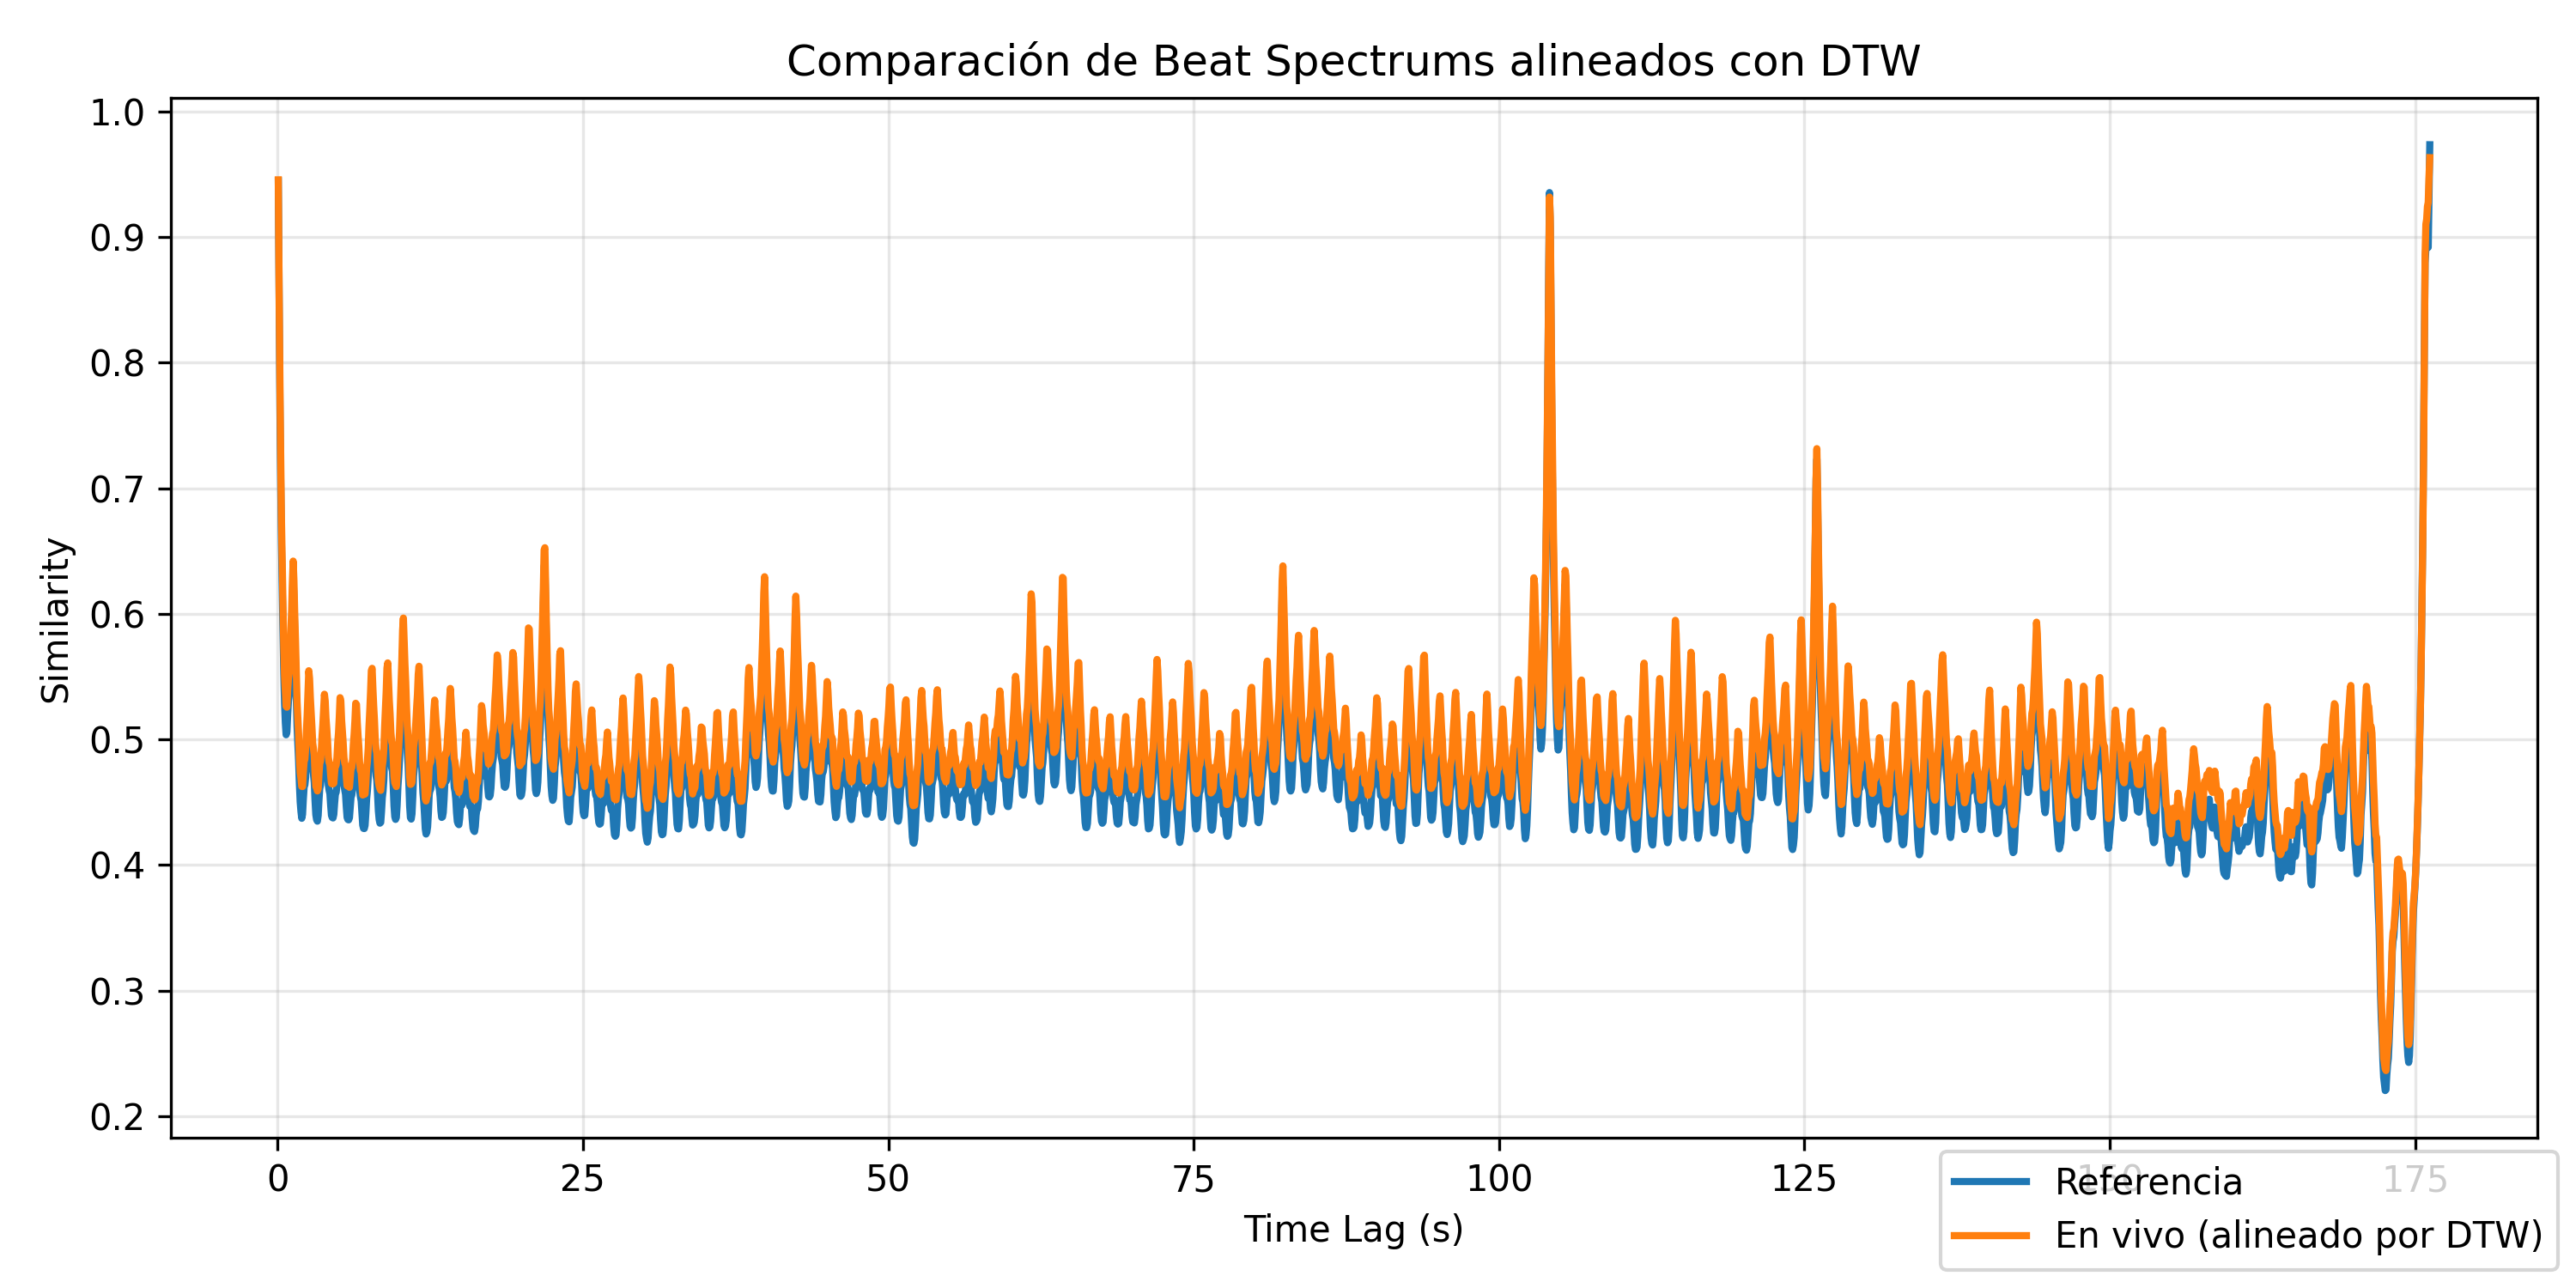 Comparación de Beat Spectrums alineados con DTW
Similarity
1.0
0.9
0.8
0.7
0.6
0.5
0.4
0.3
0.2
0 25 50 75 100 125 150 175
Time Lag (s)
Referencia
En vivo (alineado por DTW)